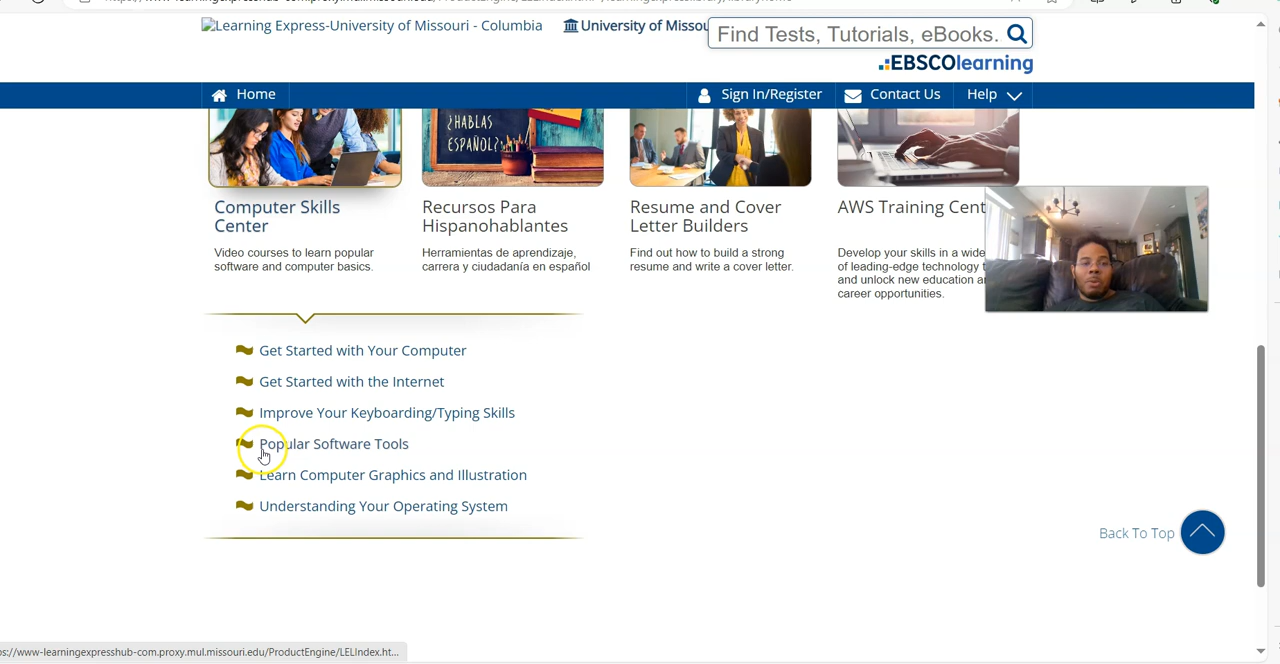 Learning Express-University of Missouri - Columbia
University of Missou
Find Tests, Tutorials, eBooks.
EBSCOlearning
Home
Sign In/Register
Contact Us
Help
¿HABLAS
ESPAÑOL?
Computer Skills
Center
Video courses to learn popular
software and computer basics.
Recursos Para
Hispanohablantes
Herramientas de aprendizaje,
carrera y ciudadanía en español
Resume and Cover
Letter Builders
Find out how to build a strong
resume and write a cover letter.
AWS Training Cent
Develop your skills in a wide
of leading-edge technology
and unlock new education a
career opportunities.
Get Started with Your Computer
Get Started with the Internet
Improve Your Keyboarding/Typing Skills
Popular Software Tools
Learn Computer Graphics and Illustration
Understanding Your Operating System
Back To Top
ps://www-learningexpresshub-com.proxy.mul.missouri.edu/ProductEngine/LELIndex.ht...